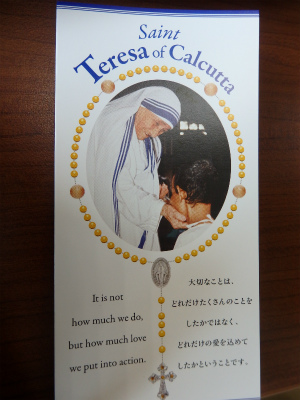 Saint
Teresa of Calcutta
It is not
how much we do,
but how much love
we put into action.
大切なことは、
どれだけたくさんのことを
したかではなく、
どれだけの愛を込めて
したかということです。